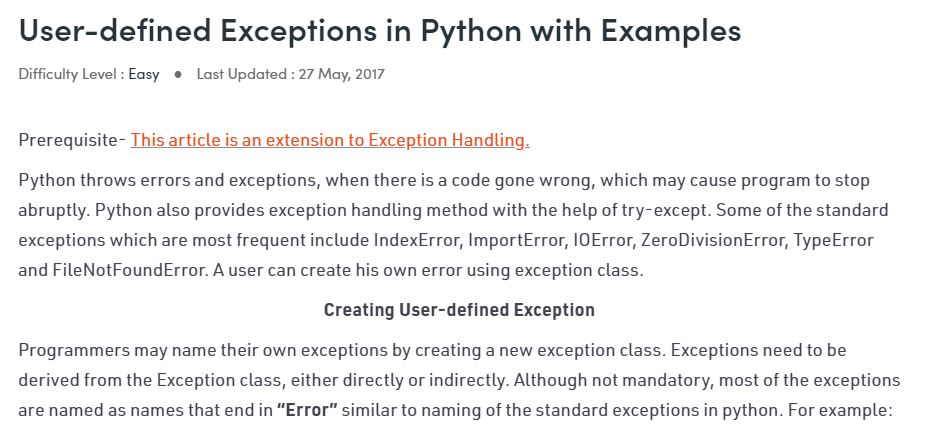 User-defined Exceptions in Python with Examples
Difficulty Level : Easy ● Last Updated : 27 May, 2017
Prerequisite- This article is an extension to Exception Handling.
Python throws errors and exceptions, when there is a code gone wrong, which may cause program to stop
abruptly. Python also provides exception handling method with the help of try-except. Some of the standard
exceptions which are most frequent include IndexError, ImportError, IOError, ZeroDivisionError, TypeError
and FileNotFoundError. A user can create his own error using exception class.
Creating User-defined Exception
Programmers may name their own exceptions by creating a new exception class. Exceptions need to be
derived from the Exception class, either directly or indirectly. Although not mandatory, most of the exceptions
are named as names that end in “Error” similar to naming of the standard exceptions in python. For example: